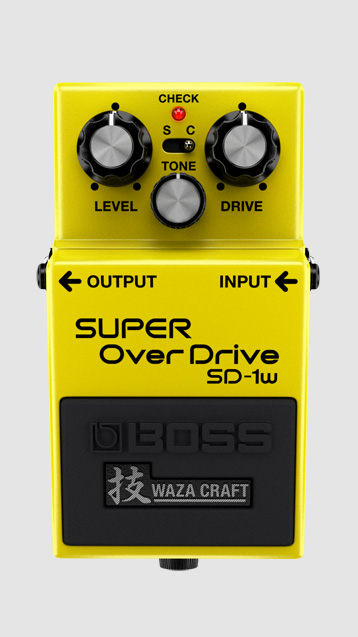 CHECK
S C
TONE
LEVEL
DRIVE
OUTPUT
INPUT
SUPER
OverDrive
SD-1w
BOSS
技 WAZA CRAFT